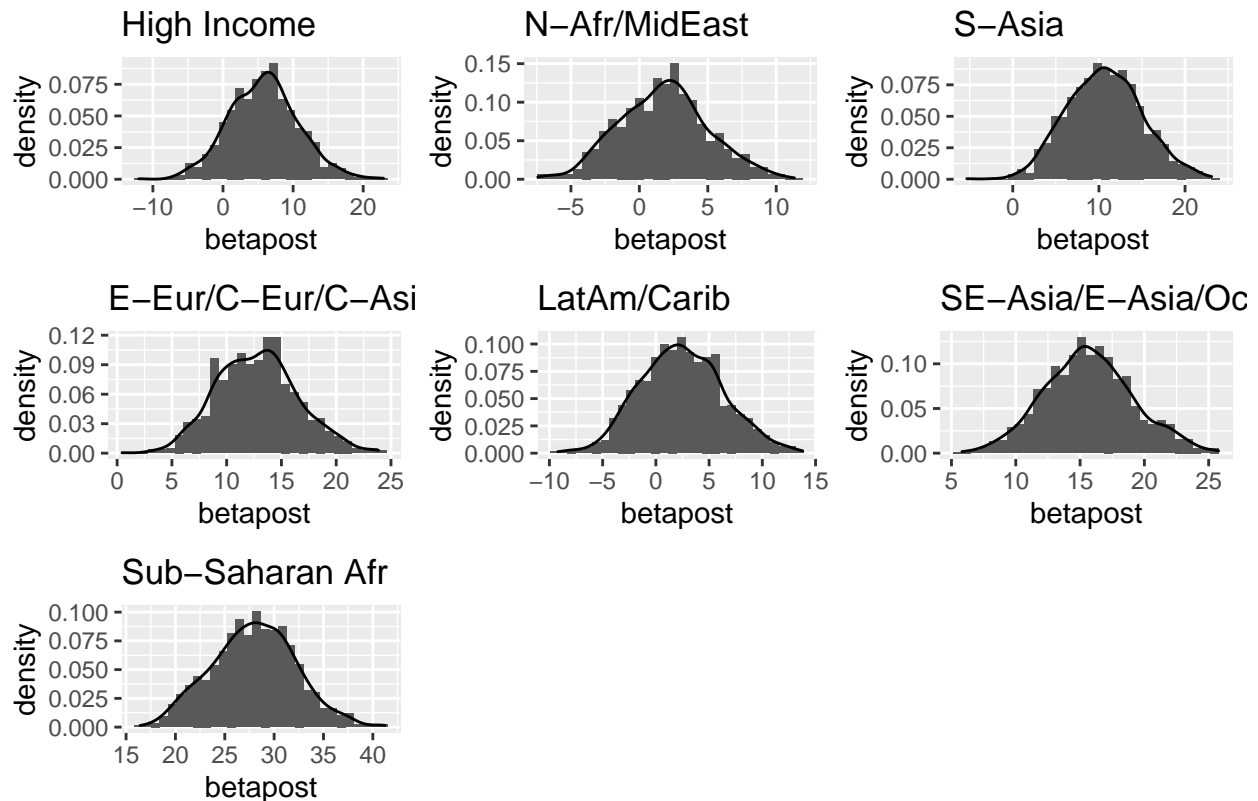 High Income
N−Afr/MidEast
S−Asia
density
0.075
0.050
0.025
0.000
−10 0 10 20
betapost
density
0.15
0.10
0.05
0.00
−5 0 5 10
betapost
density
0.075
0.050
0.025
0.000
0 10 20
betapost
E−Eur/C−Eur/C−Asi
LatAm/Carib
SE−Asia/E−Asia/Oc
density
0.12
0.09
0.06
0.03
0.00
0 5 10 15 20 25
betapost
density
0.100
0.075
0.050
0.025
0.000
−10 −5 0 5 10 15
betapost
density
0.10
0.05
0.00
5 10 15 20 25
betapost
Sub−Saharan Afr
density
0.100
0.075
0.050
0.025
0.000
15 20 25 30 35 40
betapost